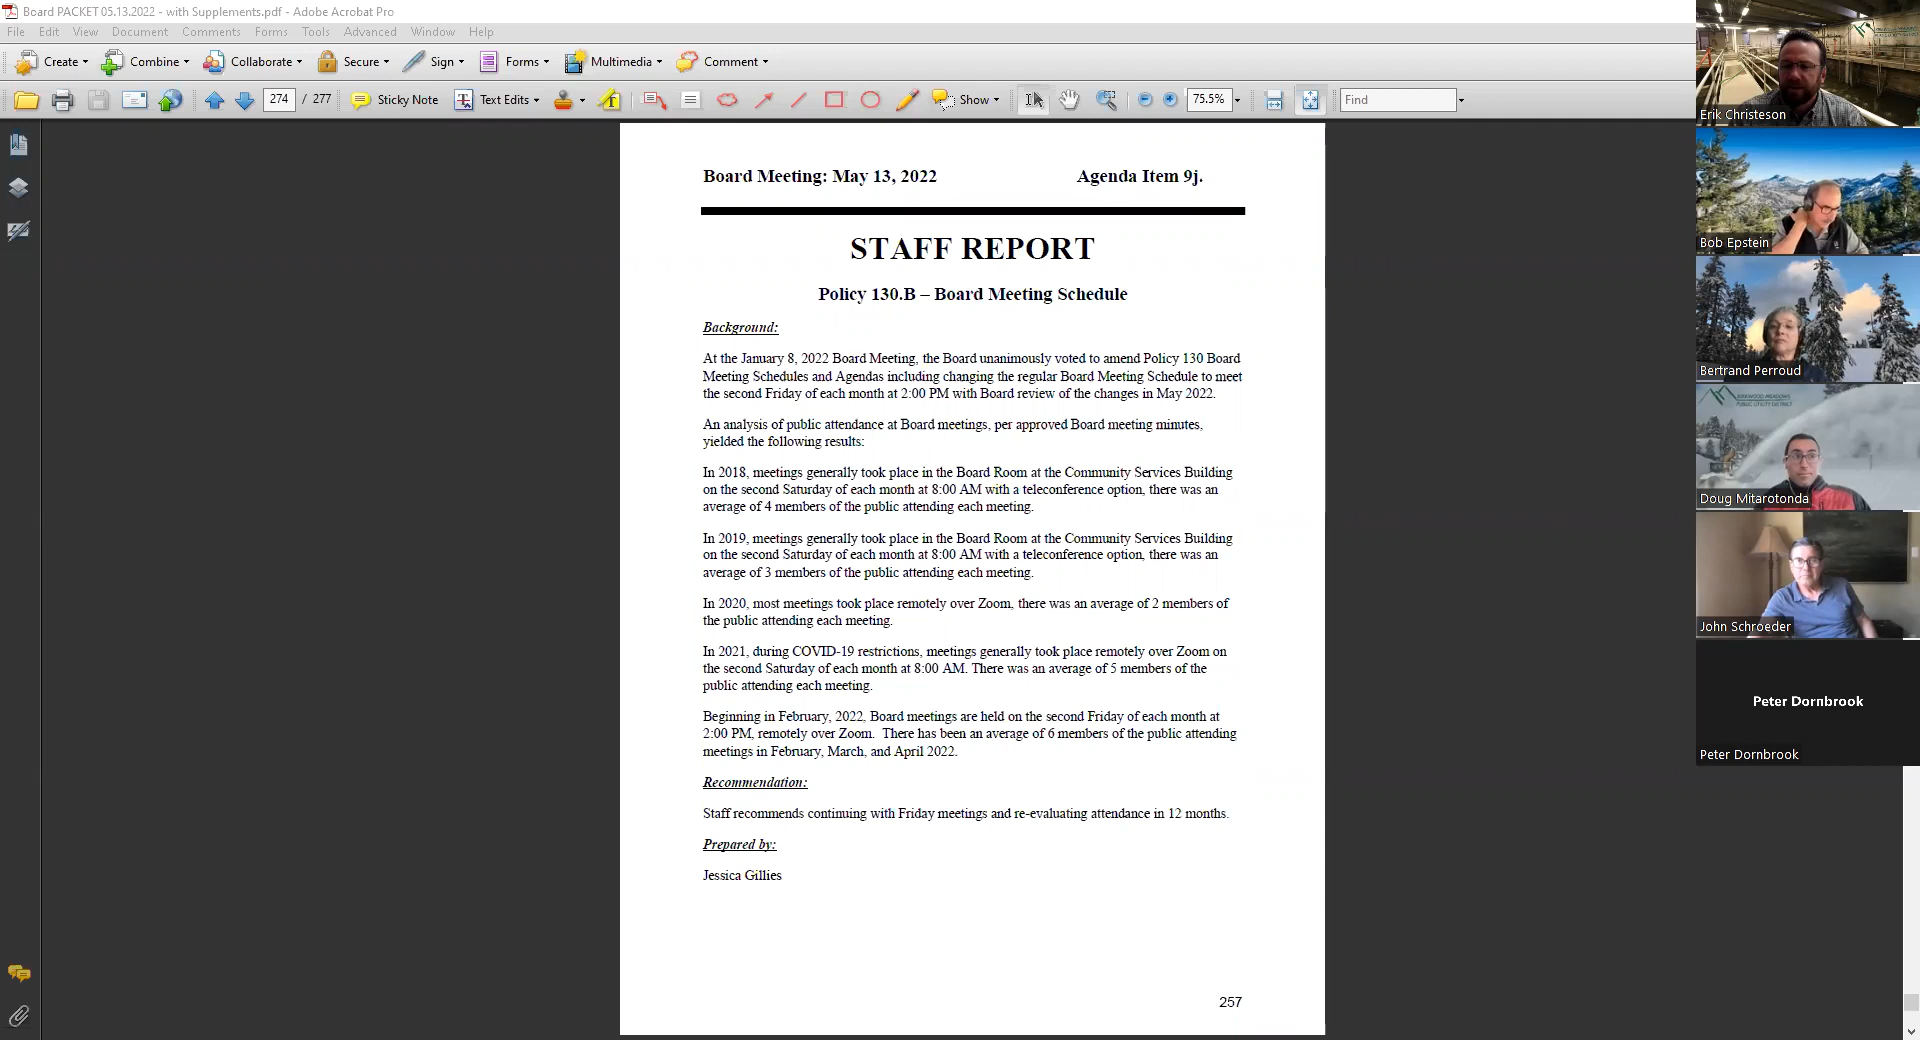 Board PACKET 05.13.2022 - with Supplements.pdf - Adobe Acrobat Pro
File Edit View Document Comments Forms Tools Advanced Window Help
Create Combine Collaborate Secure Sign Forms Multimedia Comment
274 / 277 Sticky Note Text Edits Show 75.5% Find
Board Meeting: May 13, 2022 Agenda Item 9j.
STAFF REPORT
Policy 130.B – Board Meeting Schedule
Background:
At the January 8, 2022 Board Meeting, the Board unanimously voted to amend Policy 130 Board
Meeting Schedules and Agendas including changing the regular Board Meeting Schedule to meet
the second Friday of each month at 2:00 PM with Board review of the changes in May 2022.
An analysis of public attendance at Board meetings, per approved Board meeting minutes,
yielded the following results:
In 2018, meetings generally took place in the Board Room at the Community Services Building
on the second Saturday of each month at 8:00 AM with a teleconference option, there was an
average of 4 members of the public attending each meeting.
In 2019, meetings generally took place in the Board Room at the Community Services Building
on the second Saturday of each month at 8:00 AM with a teleconference option, there was an
average of 3 members of the public attending each meeting.
In 2020, most meetings took place remotely over Zoom, there was an average of 2 members of
the public attending each meeting.
In 2021, during COVID-19 restrictions, meetings generally took place remotely over Zoom on
the second Saturday of each month at 8:00 AM. There was an average of 5 members of the
public attending each meeting.
Beginning in February, 2022, Board meetings are held on the second Friday of each month at
2:00 PM, remotely over Zoom. There has been an average of 6 members of the public attending
meetings in February, March, and April 2022.
Recommendation:
Staff recommends continuing with Friday meetings and re-evaluating attendance in 12 months.
Prepared by:
Jessica Gillies
257
Erik Christeson
Bob Epstein
Bertrand Perroud
Doug Mitarotonda
John Schroeder
Peter Dornbrook
Peter Dornbrook